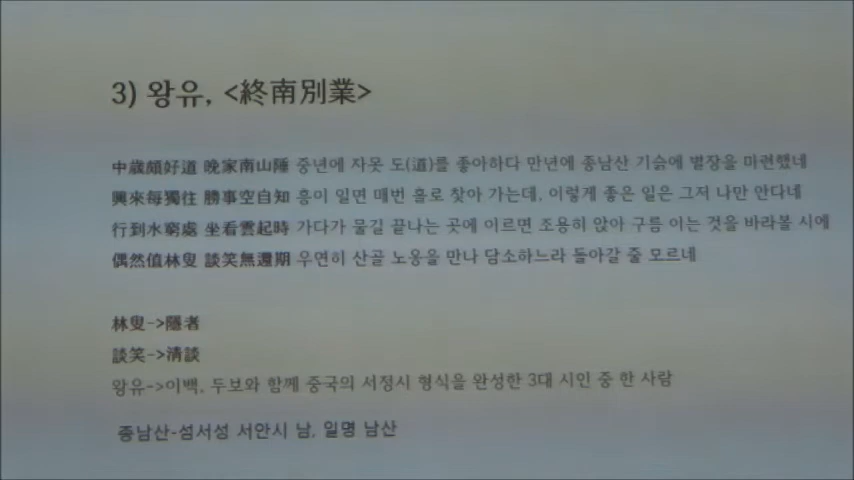 3) 왕유, <終南別業>
中歲頗好道 晩家南山陲 중년에 자못 도(道)를 좋아하다 만년에 종남산 기슭에 별장을 마련했네
興來每獨往 勝事空自知 흥이 일면 매번 홀로 찾아 가는데, 이렇게 좋은 일은 그저 나만 안다네
行到水窮處 坐看雲起時 가다가 물길 끝나는 곳에 이르면 조용히 앉아 구름 이는 것을 바라볼 시에
偶然值林叟 談笑無還期 우연히 산골 노옹을 만나 담소하느라 돌아갈 줄 모르네
林叟->隱者
談笑->清談
왕유->이백, 두보와 함께 중국의 서정시 형식을 완성한 3대 시인 중 한 사람
종남산-섬서성 서안시 남, 일명 남산